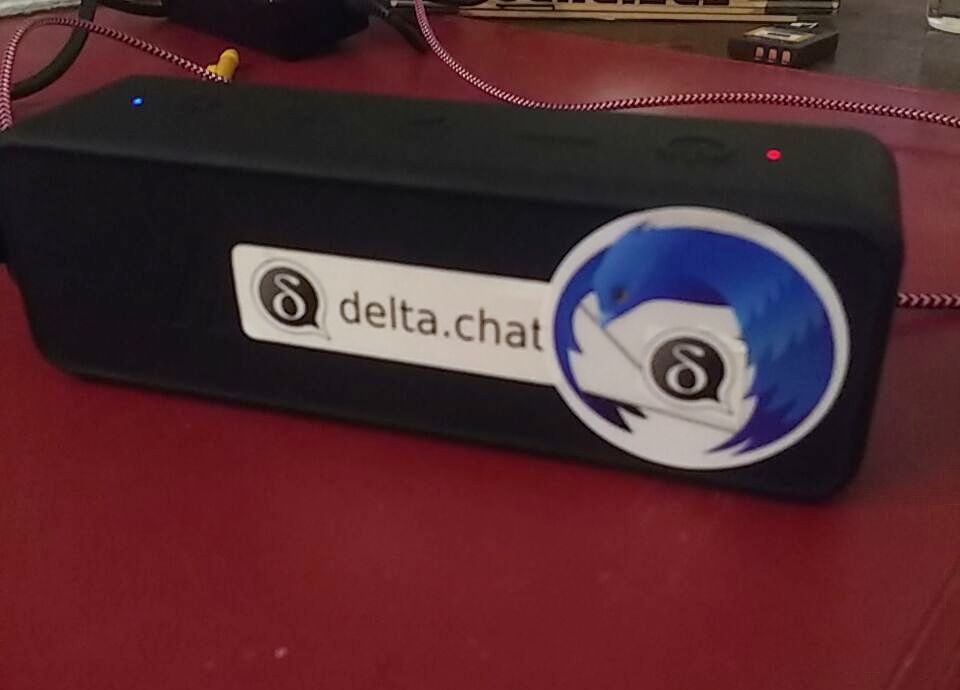 δ delta.chat
δ